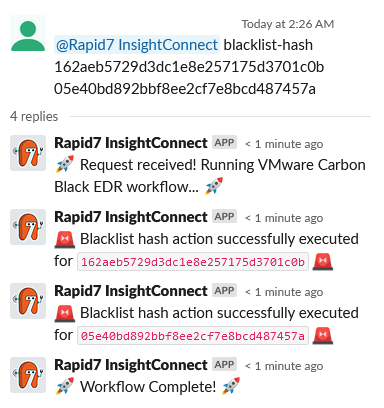 Today at 2:26 AM
@Rapid7 InsightConnect blacklist-hash
162aeb5729d3dc1e8e257175d3701c0b
05e40bd892bbf8ee2cf7e8bcd487457a
4 replies
Rapid7 InsightConnect APP < 1 minute ago
🚀 Request received! Running VMware Carbon
Black EDR workflow... 🚀
Rapid7 InsightConnect APP < 1 minute ago
🚨 Blacklist hash action successfully executed
for 162aeb5729d3dc1e8e257175d3701c0b 🚨
Rapid7 InsightConnect APP < 1 minute ago
🚨 Blacklist hash action successfully executed
for 05e40bd892bbf8ee2cf7e8bcd487457a 🚨
Rapid7 InsightConnect APP < 1 minute ago
🚀 Workflow Complete! 🚀